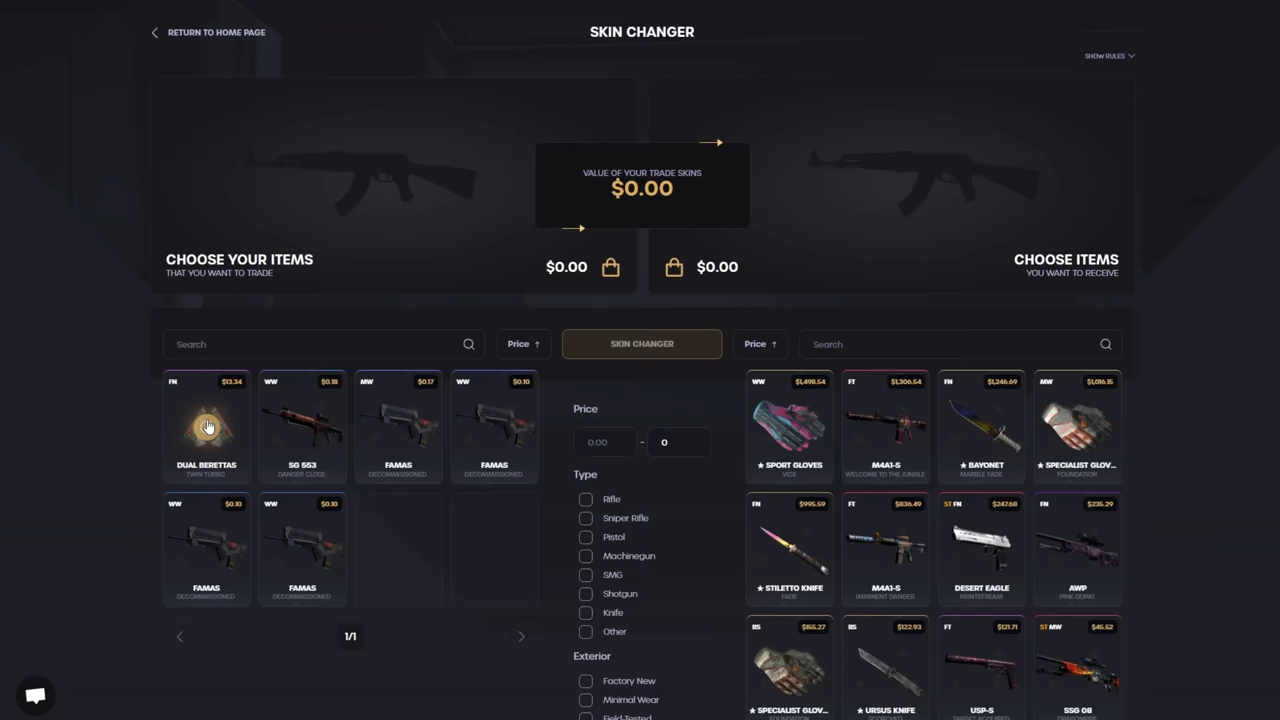 RETURN TO HOME PAGE
SKIN CHANGER
SHOW RULES
VALUE OF YOUR TRADE SKINS
$0.00
CHOOSE YOUR ITEMS
THAT YOU WANT TO TRADE
$0.00
$0.00
CHOOSE ITEMS
YOU WANT TO RECEIVE
Search
Price ↑
SKIN CHANGER
Price ↑
Search
FN $13.34
DUAL BERETTAS
TWIN TURBO
WW $0.18
SG 553
DANGER CLOSE
MW $0.17
FAMAS
DECOMMISSIONED
WW $0.10
FAMAS
DECOMMISSIONED
WW $0.10
FAMAS
DECOMMISSIONED
WW $0.10
FAMAS
DECOMMISSIONED
1/1
Price
0.00 - 0
Type
Rifle
Sniper Rifle
Pistol
Machinegun
SMG
Shotgun
Knife
Other
Exterior
Factory New
Minimal Wear
Field-Tested
WW $1,498.54
★ SPORT GLOVES
VICE
FT $1,306.54
M4A1-S
WELCOME TO THE JUNGLE
FN $1,246.69
★ BAYONET
MARBLE FADE
MW $1,016.15
★ SPECIALIST GLOV...
FOUNDATION
FN $995.59
★ STILETTO KNIFE
FADE
FT $836.49
M4A1-S
IMMINENT DANGER
ST FN $247.68
DESERT EAGLE
PRINTSTREAM
FN $235.29
AWP
PINK DDPAT
BS $155.27
★ SPECIALIST GLOV...
FOUNDATION
BS $122.93
★ URSUS KNIFE
SCORCHED
FT $121.71
USP-S
TARGET ACQUIRED
ST MW $45.52
SSG 08
DRAGONFIRE